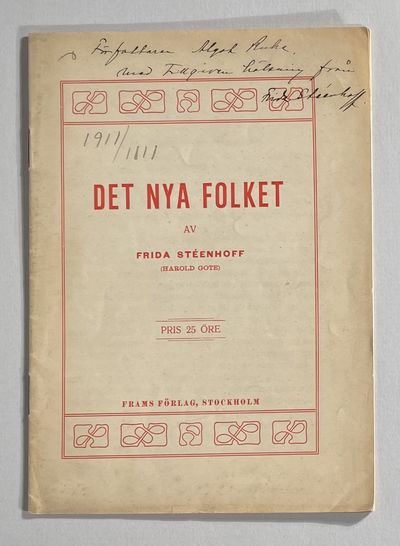 Författaren Algot Ruhe.
med tillgiven hälsning från
Frida Stéenhoff.
1911/1111
DET NYA FOLKET
AV
FRIDA STÉENHOFF
(HAROLD GOTE)
PRIS 25 ÖRE
FRAMS FÖRLAG, STOCKHOLM